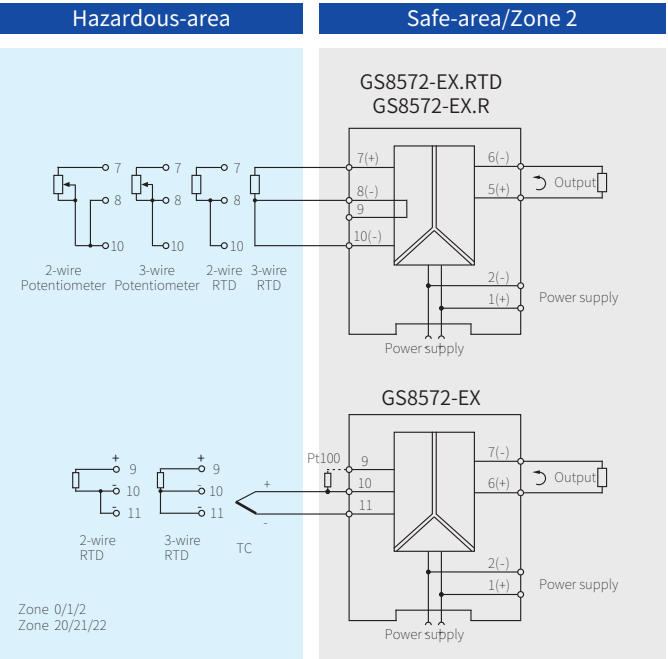 Hazardous-area
Safe-area/Zone 2
GS8572-EX.RTD
GS8572-EX.R
7
8
10
2-wire
Potentiometer
7
8
10
3-wire
Potentiometer
7
8
10
2-wire
RTD
3-wire
RTD
7(+)
8(-)
9
10(-)
6(-)
5(+)
Output
2(-)
1(+)
Power supply
- +
Power supply
GS8572-EX
+
9
-
10
-
11
2-wire
RTD
+
9
-
10
-
11
3-wire
RTD
+
-
TC
Pt100
9
10
11
7(-)
6(+)
Output
2(-)
1(+)
Power supply
- +
Power supply
Zone 0/1/2
Zone 20/21/22